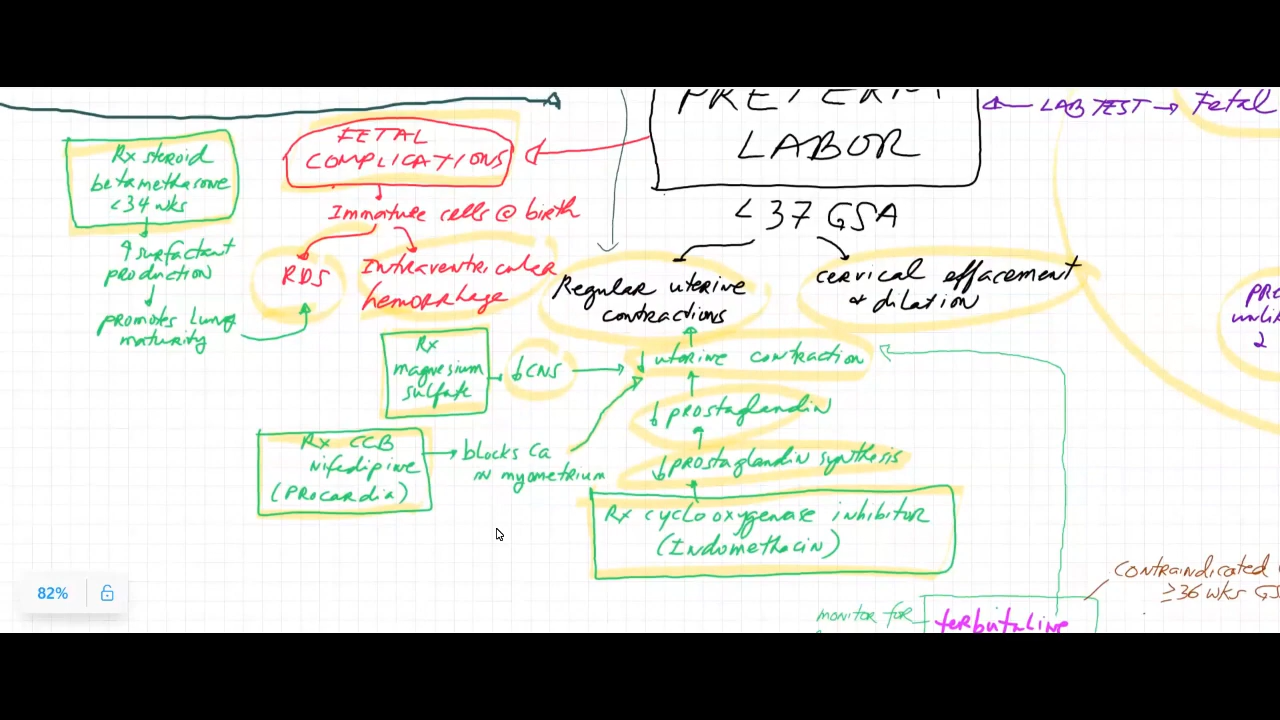 PRETERM
LABOR
< 37 GSA
Regular uterine
contractions
cervical effacement
+ dilation
LAB TEST
Fetal
FETAL
COMPLICATIONS
Immature cells @ birth
RDS
Intraventricular
hemorrhage
Rx steroid
betamethasone
<34 wks
↑ surfactant
production
promotes Lung
maturity
Rx
magnesium
sulfate
↓ CNS
↓ uterine contraction
↓ prostaglandin
↓ prostaglandin synthesis
Rx cyclooxygenase inhibitor
(Indomethacin)
Rx CCB
nifedipine
(PROCARDIA)
blocks Ca
in myometrium
monitor for
terbutaline
CONTRAINDICATED
≥36 wks GS
2
82%